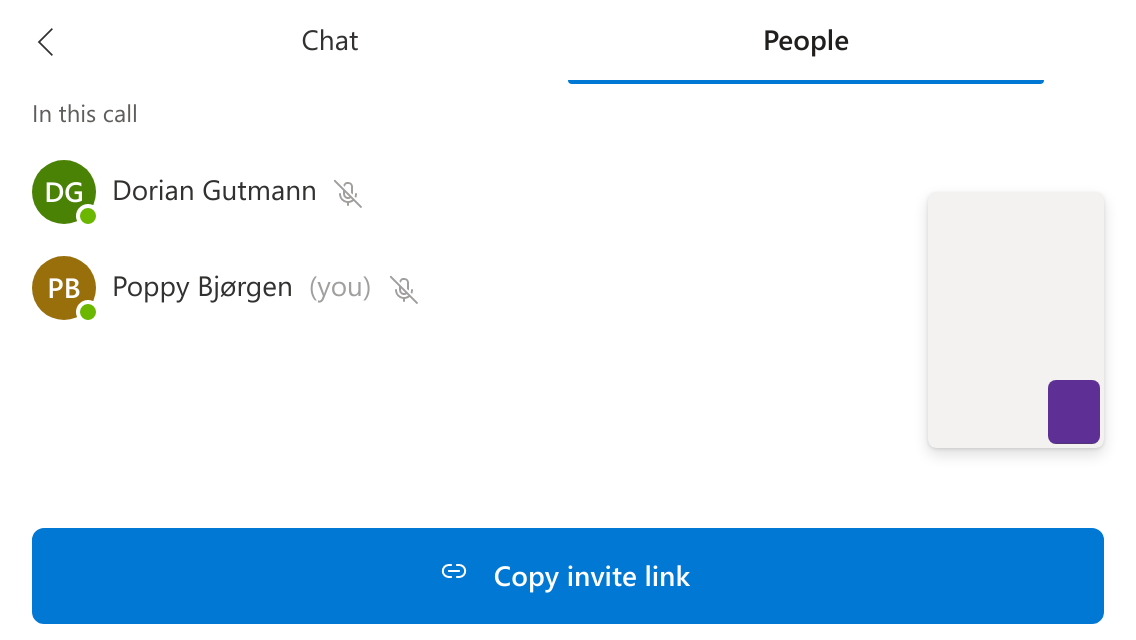 Chat People
In this call
DG Dorian Gutmann
PB Poppy Bjørgen (you)
Copy invite link